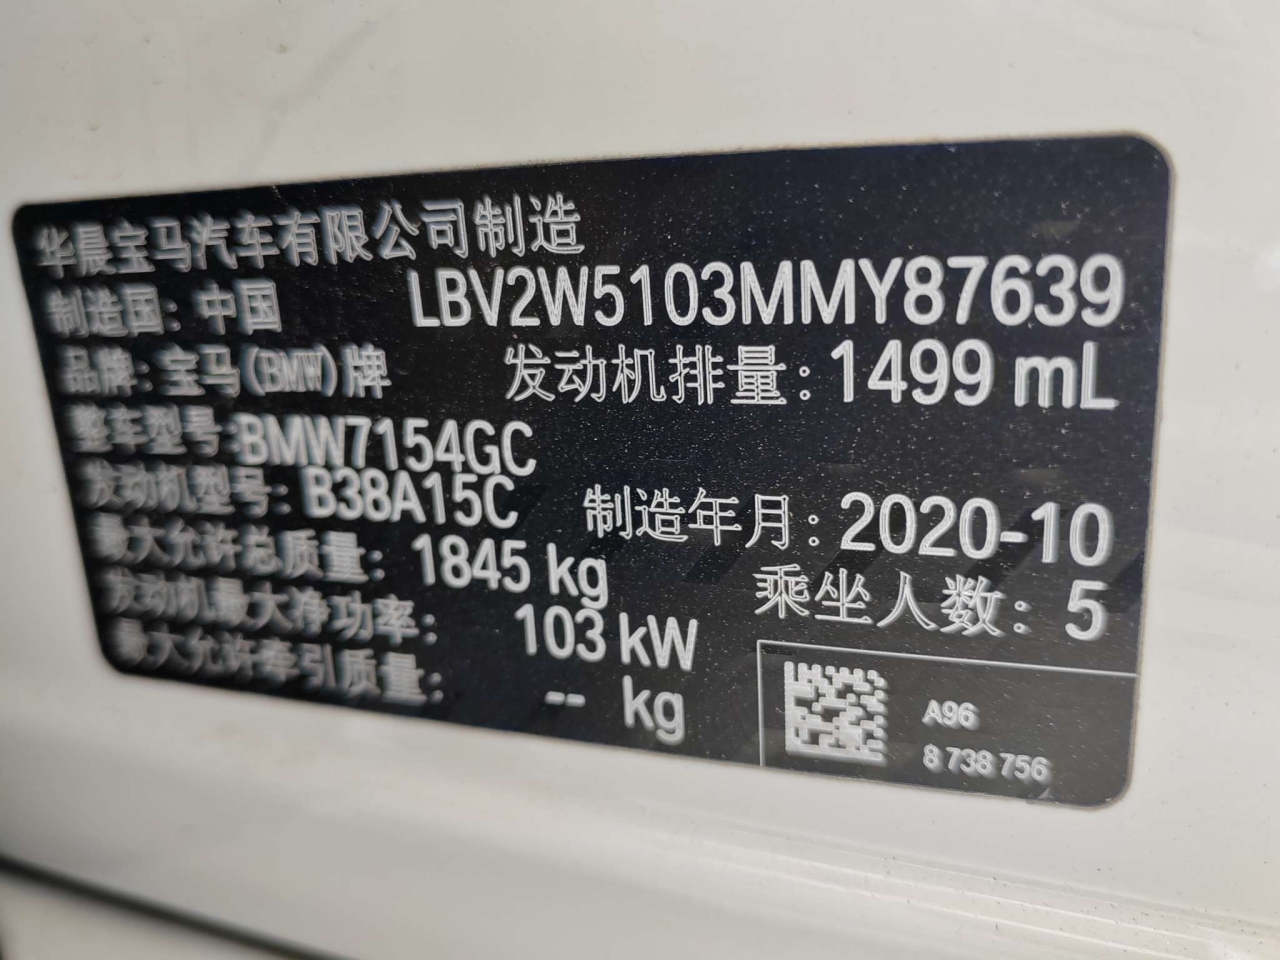 华晨宝马汽车有限公司制造
制造国: 中国 LBV2W5103MMY87639
品牌: 宝马(BMW)牌 发动机排量: 1499 mL
整车型号: BMW7154GC
发动机型号: B38A15C 制造年月: 2020-10
最大允许总质量: 1845 kg 乘坐人数: 5
发动机最大净功率: 103 kW
最大允许牵引质量: -- kg
A96
8 738 756